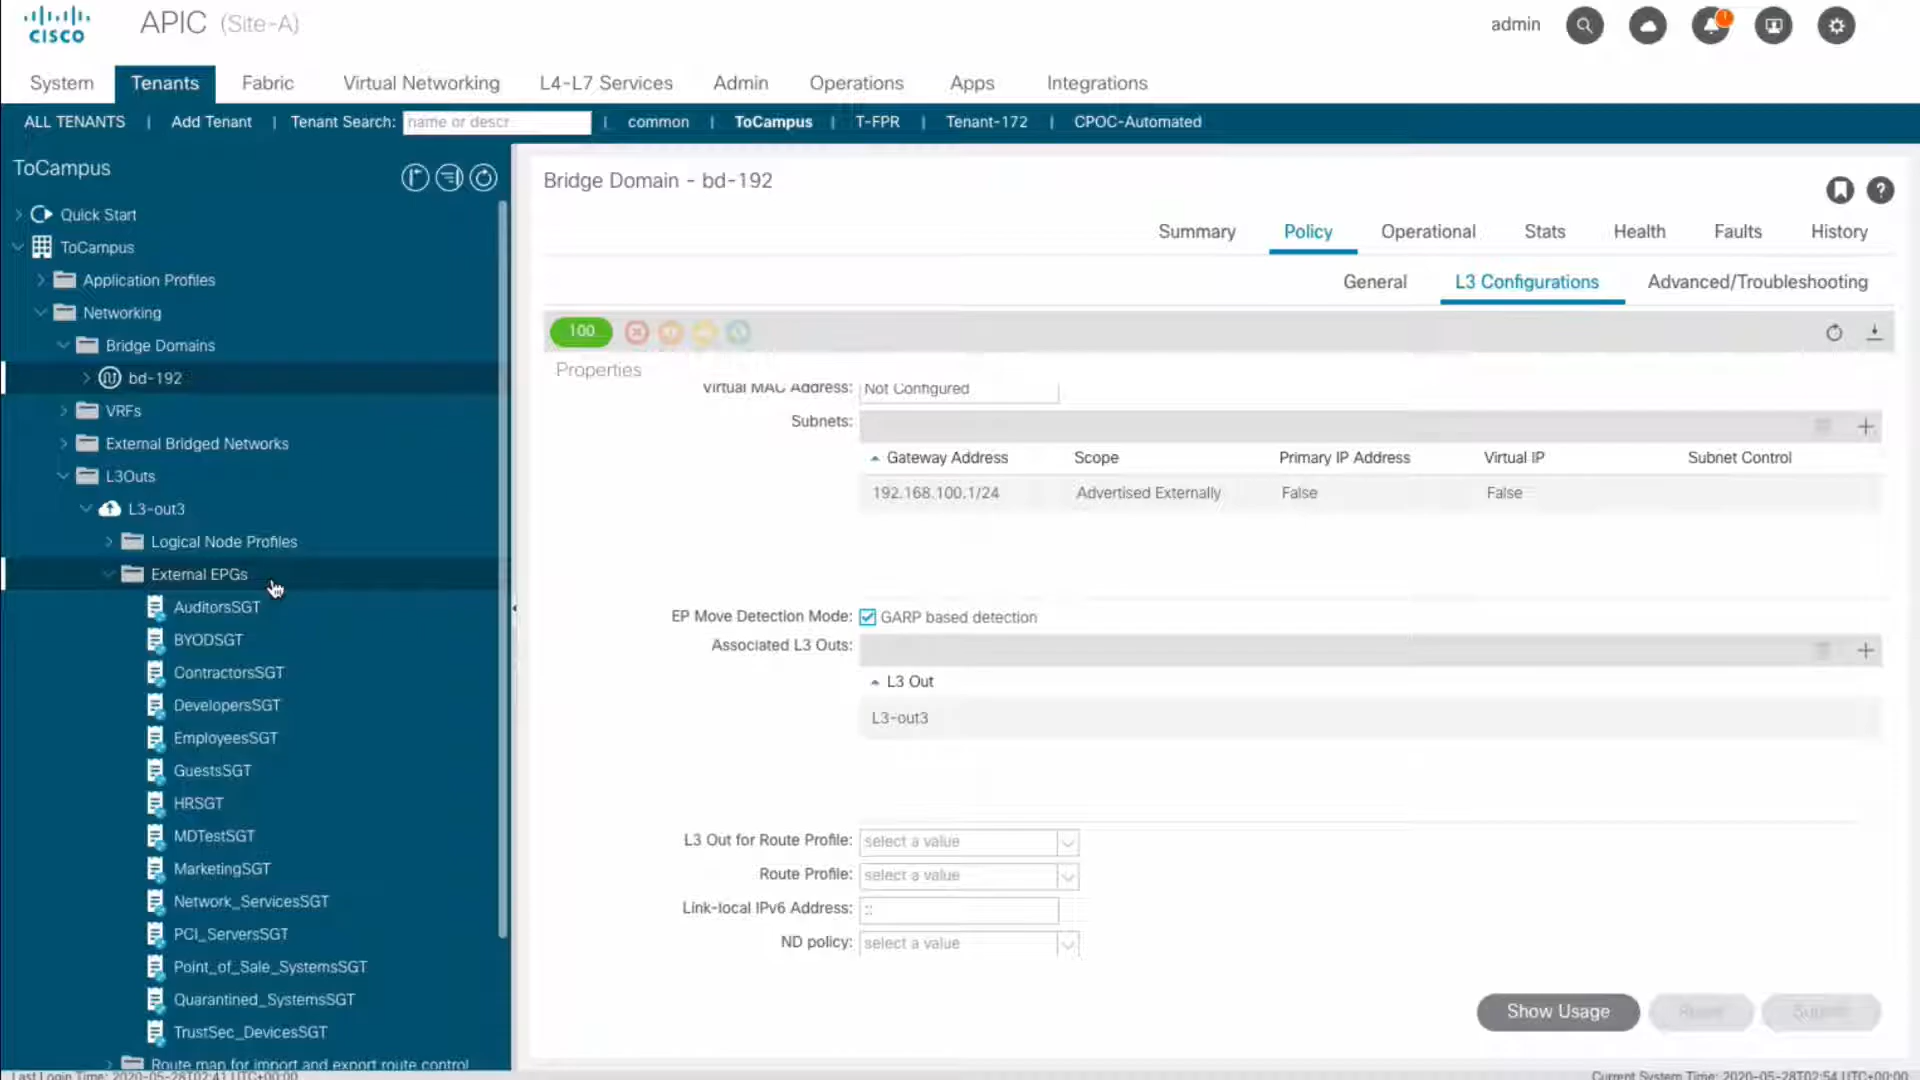 CISCO
APIC (Site-A)
admin
1
System Tenants Fabric Virtual Networking L4-L7 Services Admin Operations Apps Integrations
ALL TENANTS | Add Tenant | Tenant Search: name or descr | common | ToCampus | T-FPR | Tenant-172 | CPOC-Automated
ToCampus
Quick Start
ToCampus
Application Profiles
Networking
Bridge Domains
bd-192
VRFs
External Bridged Networks
L3Outs
L3-out3
Logical Node Profiles
External EPGs
AuditorsSGT
BYODSGT
ContractorsSGT
DevelopersSGT
EmployeesSGT
GuestsSGT
HRSGT
MDTestSGT
MarketingSGT
Network_ServicesSGT
PCI_ServersSGT
Point_of_Sale_SystemsSGT
Quarantined_SystemsSGT
TrustSec_DevicesSGT
Route map for import and export route control
Bridge Domain - bd-192
Summary Policy Operational Stats Health Faults History
General L3 Configurations Advanced/Troubleshooting
100
Properties
Virtual MAC Address: Not Configured
Subnets:
Gateway Address Scope Primary IP Address Virtual IP Subnet Control
192.168.100.1/24 Advertised Externally False False
EP Move Detection Mode: GARP based detection
Associated L3 Outs:
L3 Out
L3-out3
L3 Out for Route Profile: select a value
Route Profile: select a value
Link-local IPv6 Address: ::
ND policy: select a value
Show Usage
Last Login Time: 2020-05-28T02:41 UTC+00:00
Current System Time: 2020-05-28T02:54 UTC+00:00